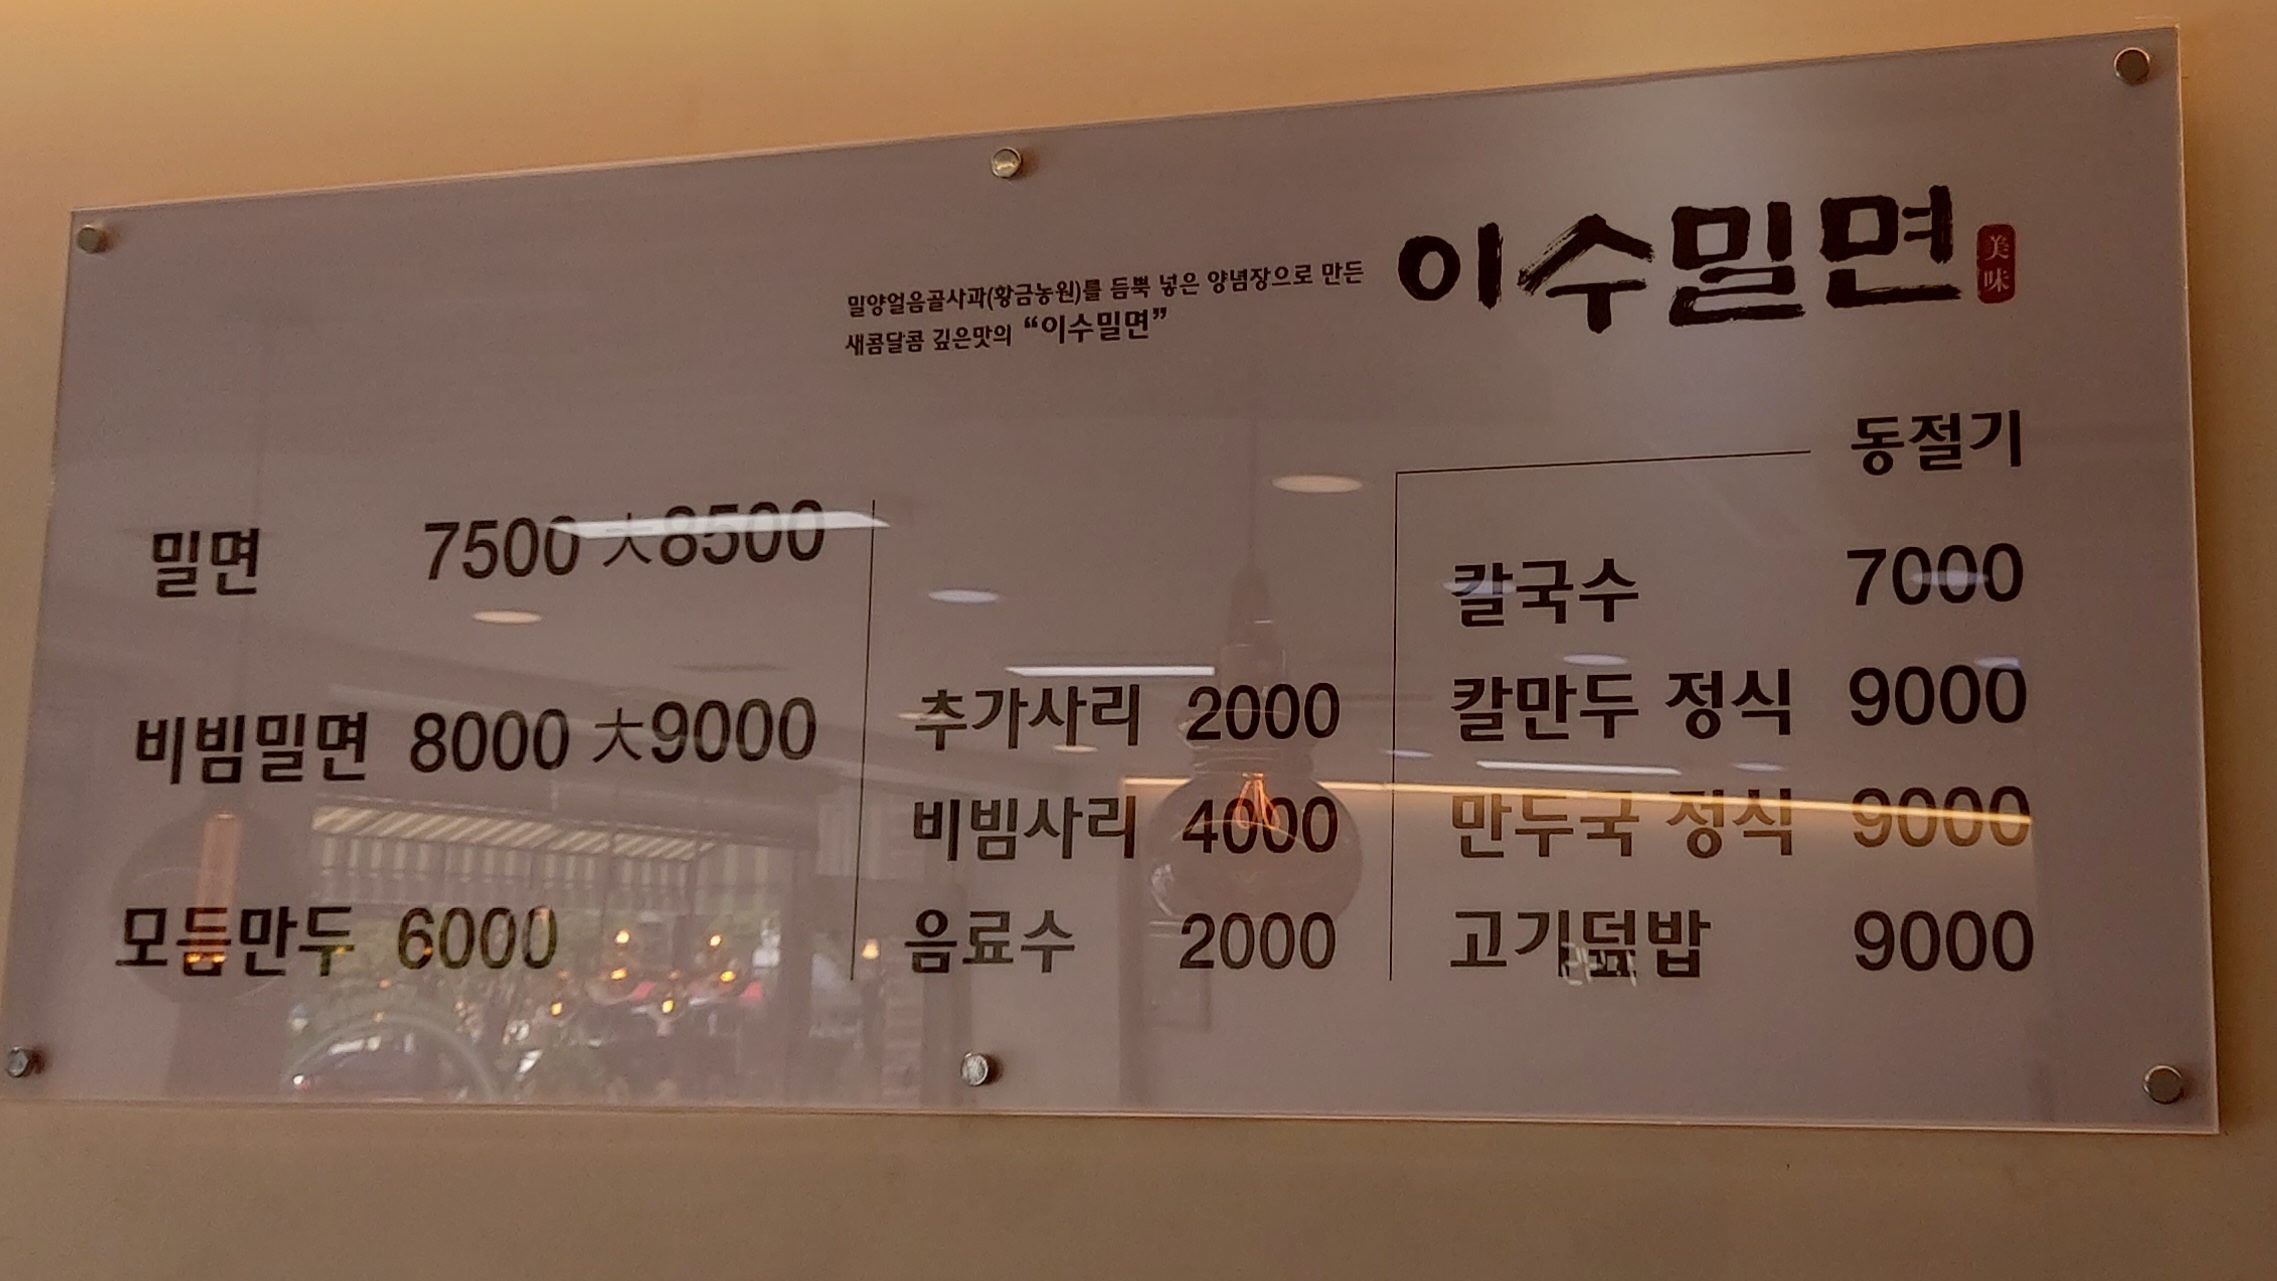 밀양얼음골사과(황금농원)를 듬뿍 넣은 양념장으로 만든
새콤달콤 깊은맛의 “이수밀면”
이수밀면 美味
밀면 7500 大8500
비빔밀면 8000 大9000
모듬만두 6000
추가사리 2000
비빔사리 4000
음료수 2000
동절기
칼국수 7000
칼만두 정식 9000
만두국 정식 9000
고기덮밥 9000